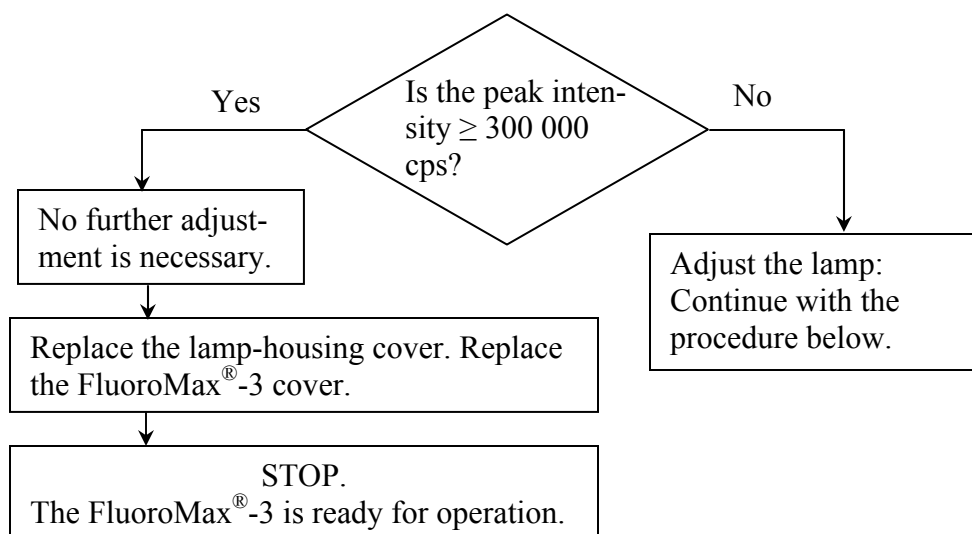 Yes
Is the peak inten-
sity ≥ 300 000
cps?
No
No further adjust-
ment is necessary.
Adjust the lamp:
Continue with the
procedure below.
Replace the lamp-housing cover. Replace
the FluoroMax®-3 cover.
STOP.
The FluoroMax®-3 is ready for operation.